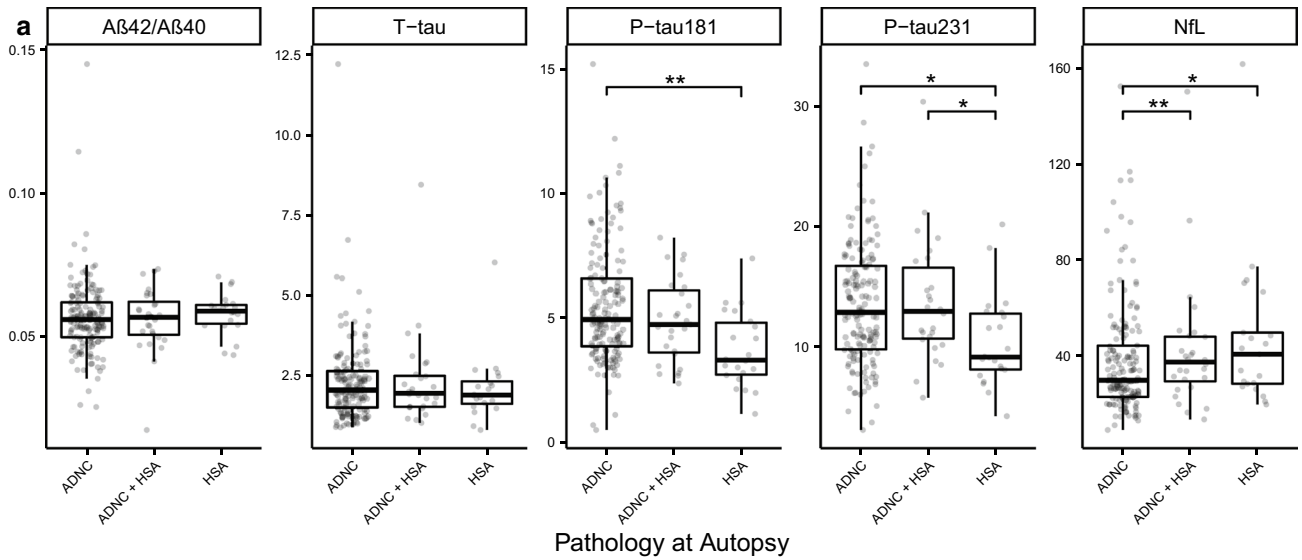 a
Aß42/Aß40
T−tau
P−tau181
P−tau231
NfL
0.15
0.10
0.05
12.5
10.0
7.5
5.0
2.5
15
10
5
0
**
30
20
10
*
*
160
120
80
40
*
**
ADNC
ADNC + HSA
HSA
ADNC
ADNC + HSA
HSA
ADNC
ADNC + HSA
HSA
ADNC
ADNC + HSA
HSA
ADNC
ADNC + HSA
HSA
Pathology at Autopsy